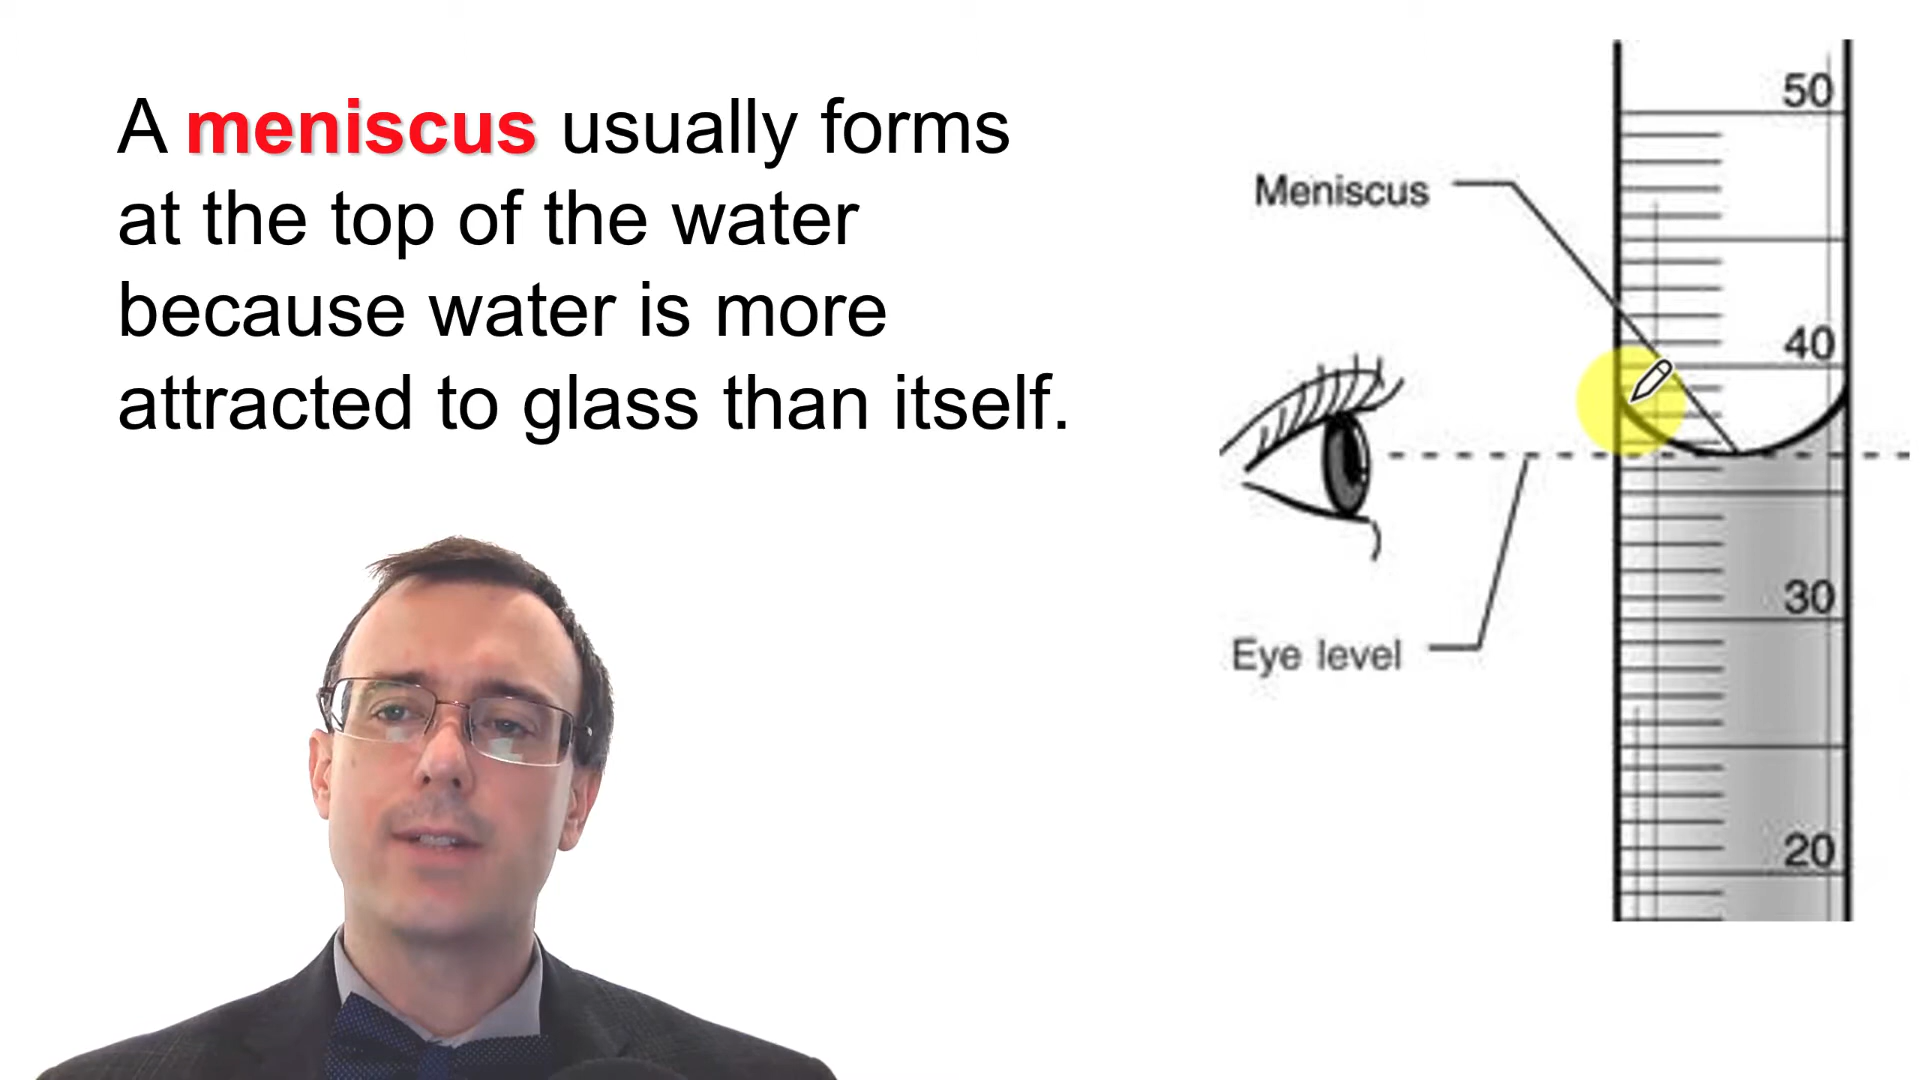 A meniscus usually forms
at the top of the water
because water is more
attracted to glass than itself.
50
Meniscus
40
Eye level
30
20